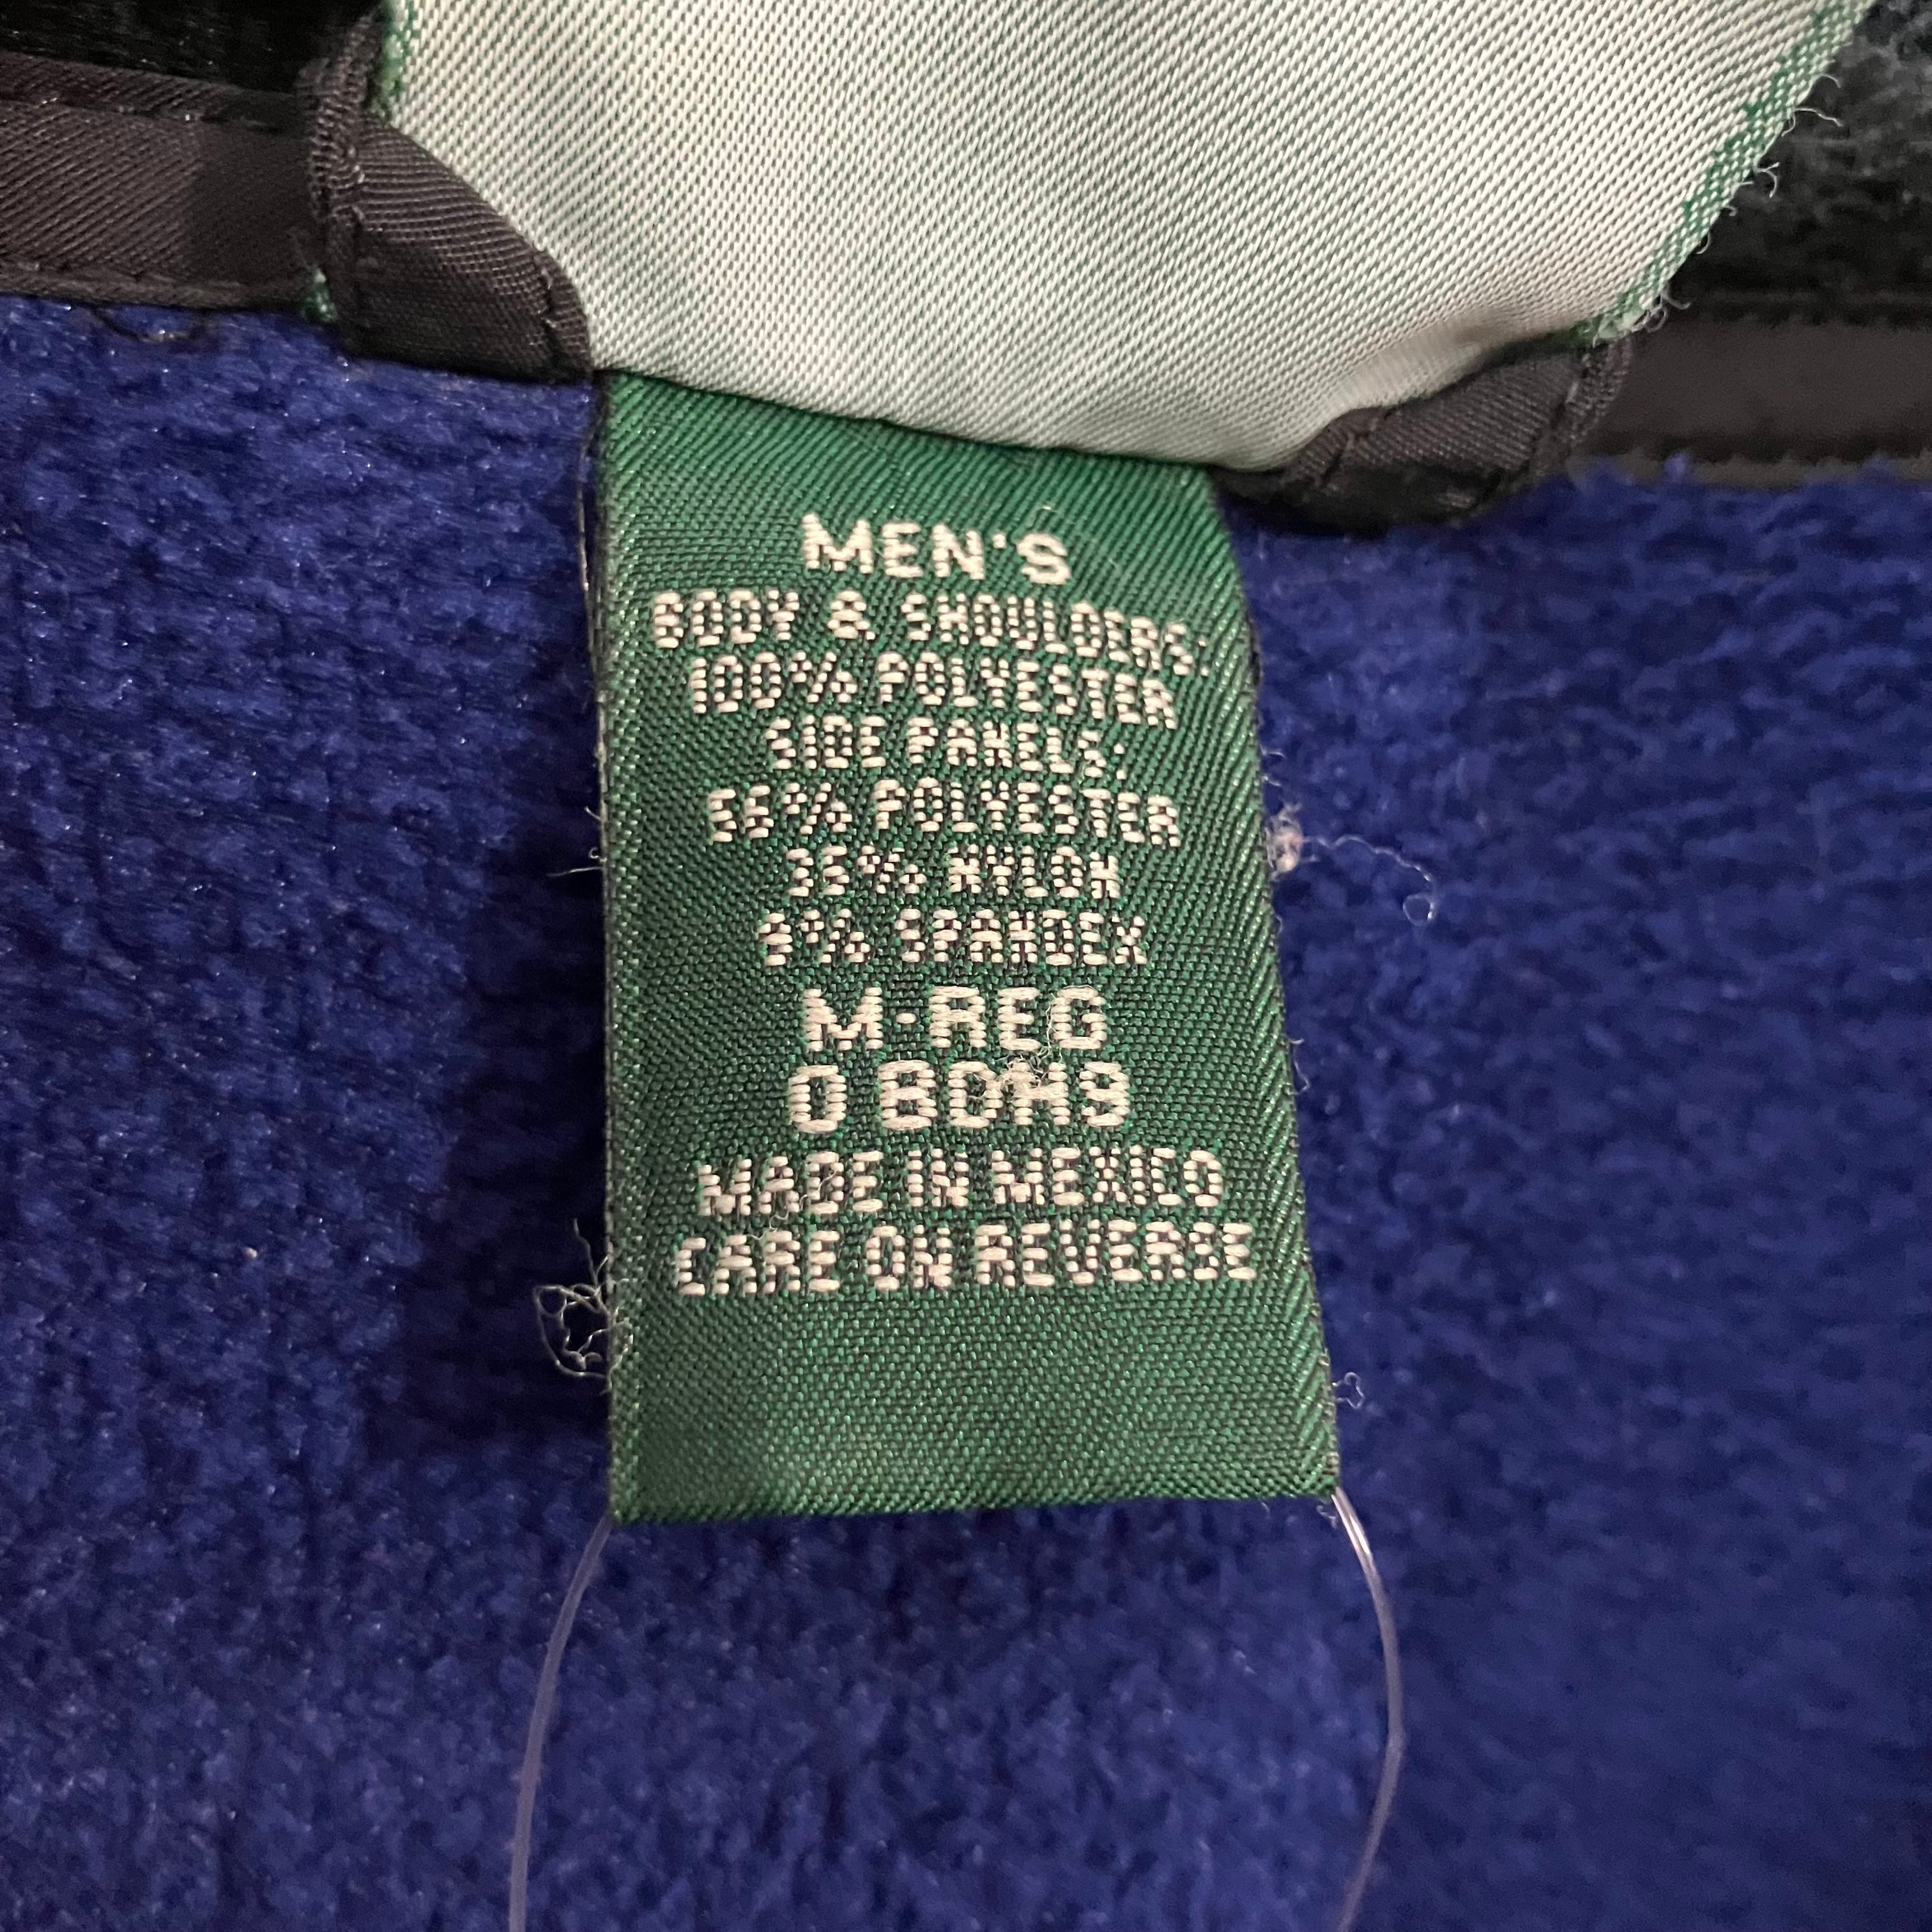 MEN'S
BODY & SHOULDERS:
100% POLYESTER
SIDE PANELS:
56% POLYESTER
35% NYLON
9% SPANDEX
M-REG
0 BDH9
MADE IN MEXICO
CARE ON REVERSE